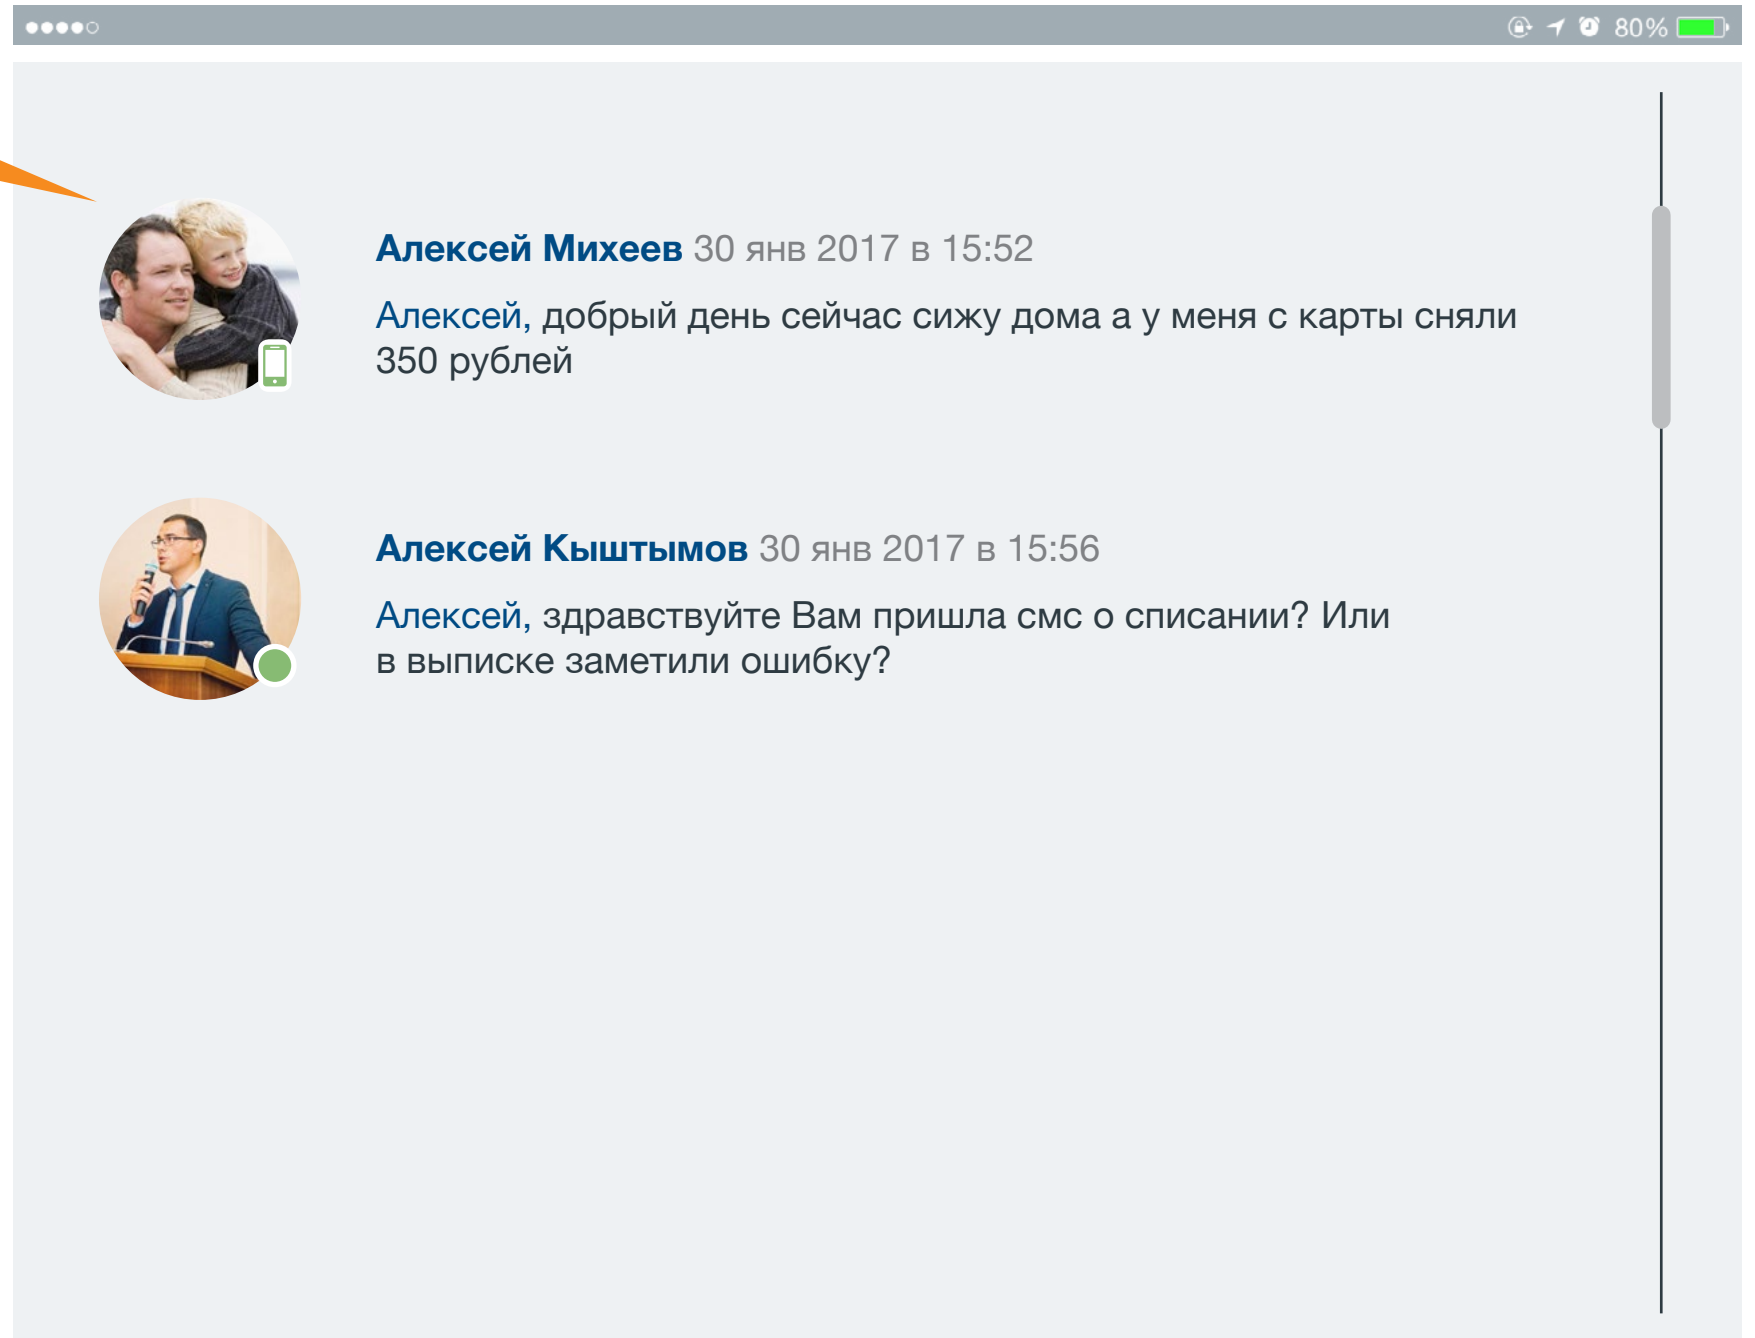 80%
Алексей Михеев 30 янв 2017 в 15:52
Алексей, добрый день сейчас сижу дома а у меня с карты сняли
350 рублей
Алексей Кыштымов 30 янв 2017 в 15:56
Алексей, здравствуйте Вам пришла смс о списании? Или
в выписке заметили ошибку?